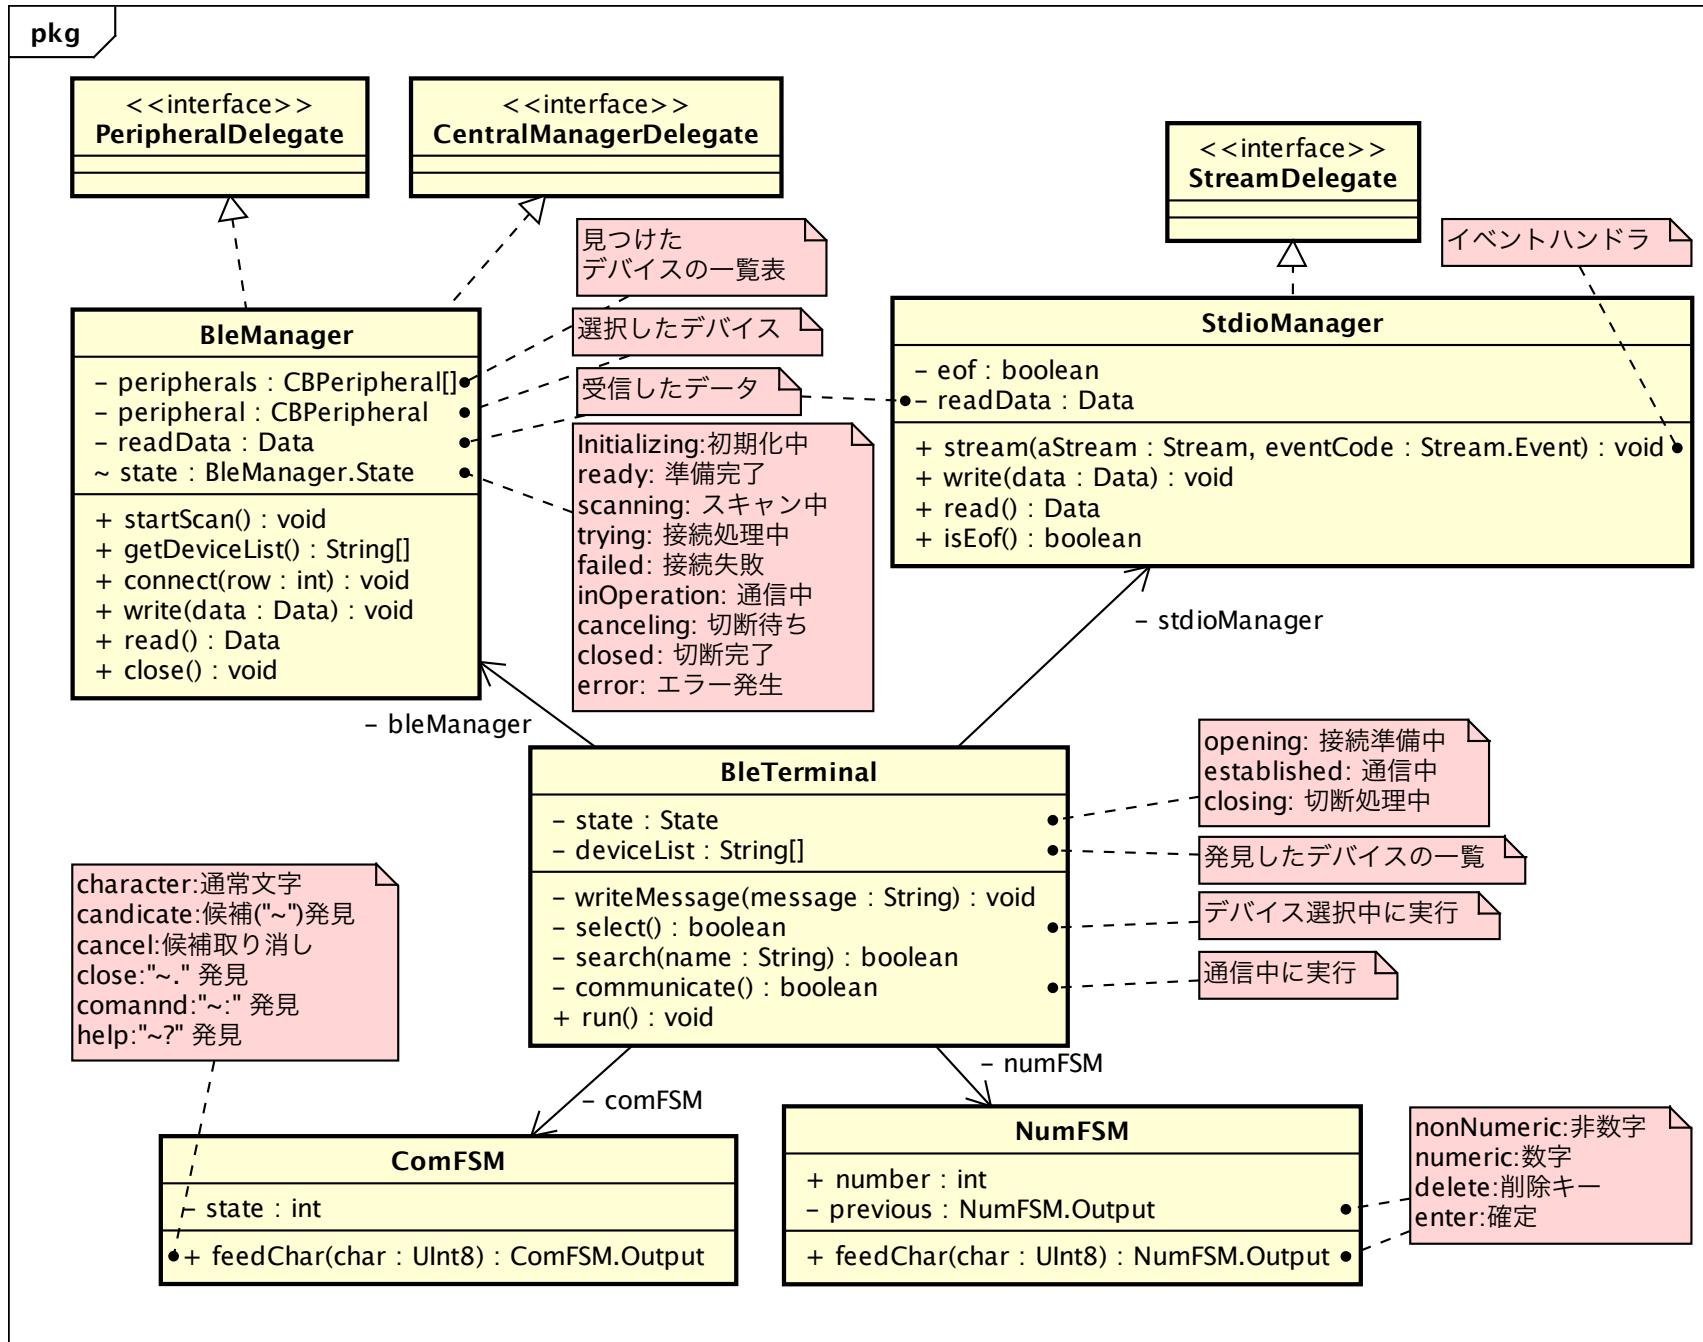 pkg
<<interface>>
PeripheralDelegate
<<interface>>
CentralManagerDelegate
<<interface>>
StreamDelegate
見つけた
デバイスの一覧表
イベントハンドラ
選択したデバイス
受信したデータ
BleManager
- peripherals : CBPeripheral[]
- peripheral : CBPeripheral
- readData : Data
~ state : BleManager.State
+ startScan() : void
+ getDeviceList() : String[]
+ connect(row : int) : void
+ write(data : Data) : void
+ read() : Data
+ close() : void
Initializing:初期化中
ready: 準備完了
scanning: スキャン中
trying: 接続処理中
failed: 接続失敗
inOperation: 通信中
canceling: 切断待ち
closed: 切断完了
error: エラー発生
StdioManager
- eof : boolean
- readData : Data
+ stream(aStream : Stream, eventCode : Stream.Event) : void
+ write(data : Data) : void
+ read() : Data
+ isEof() : boolean
- bleManager
- stdioManager
BleTerminal
- state : State
- deviceList : String[]
- writeMessage(message : String) : void
- select() : boolean
- search(name : String) : boolean
- communicate() : boolean
+ run() : void
opening: 接続準備中
established: 通信中
closing: 切断処理中
発見したデバイスの一覧
デバイス選択中に実行
通信中に実行
character:通常文字
candicate:候補("~")発見
cancel:候補取り消し
close:"~." 発見
comannd:"~:" 発見
help:"~?" 発見
- comFSM
- numFSM
ComFSM
- state : int
+ feedChar(char : UInt8) : ComFSM.Output
NumFSM
+ number : int
- previous : NumFSM.Output
+ feedChar(char : UInt8) : NumFSM.Output
nonNumeric:非数字
numeric:数字
delete:削除キー
enter:確定